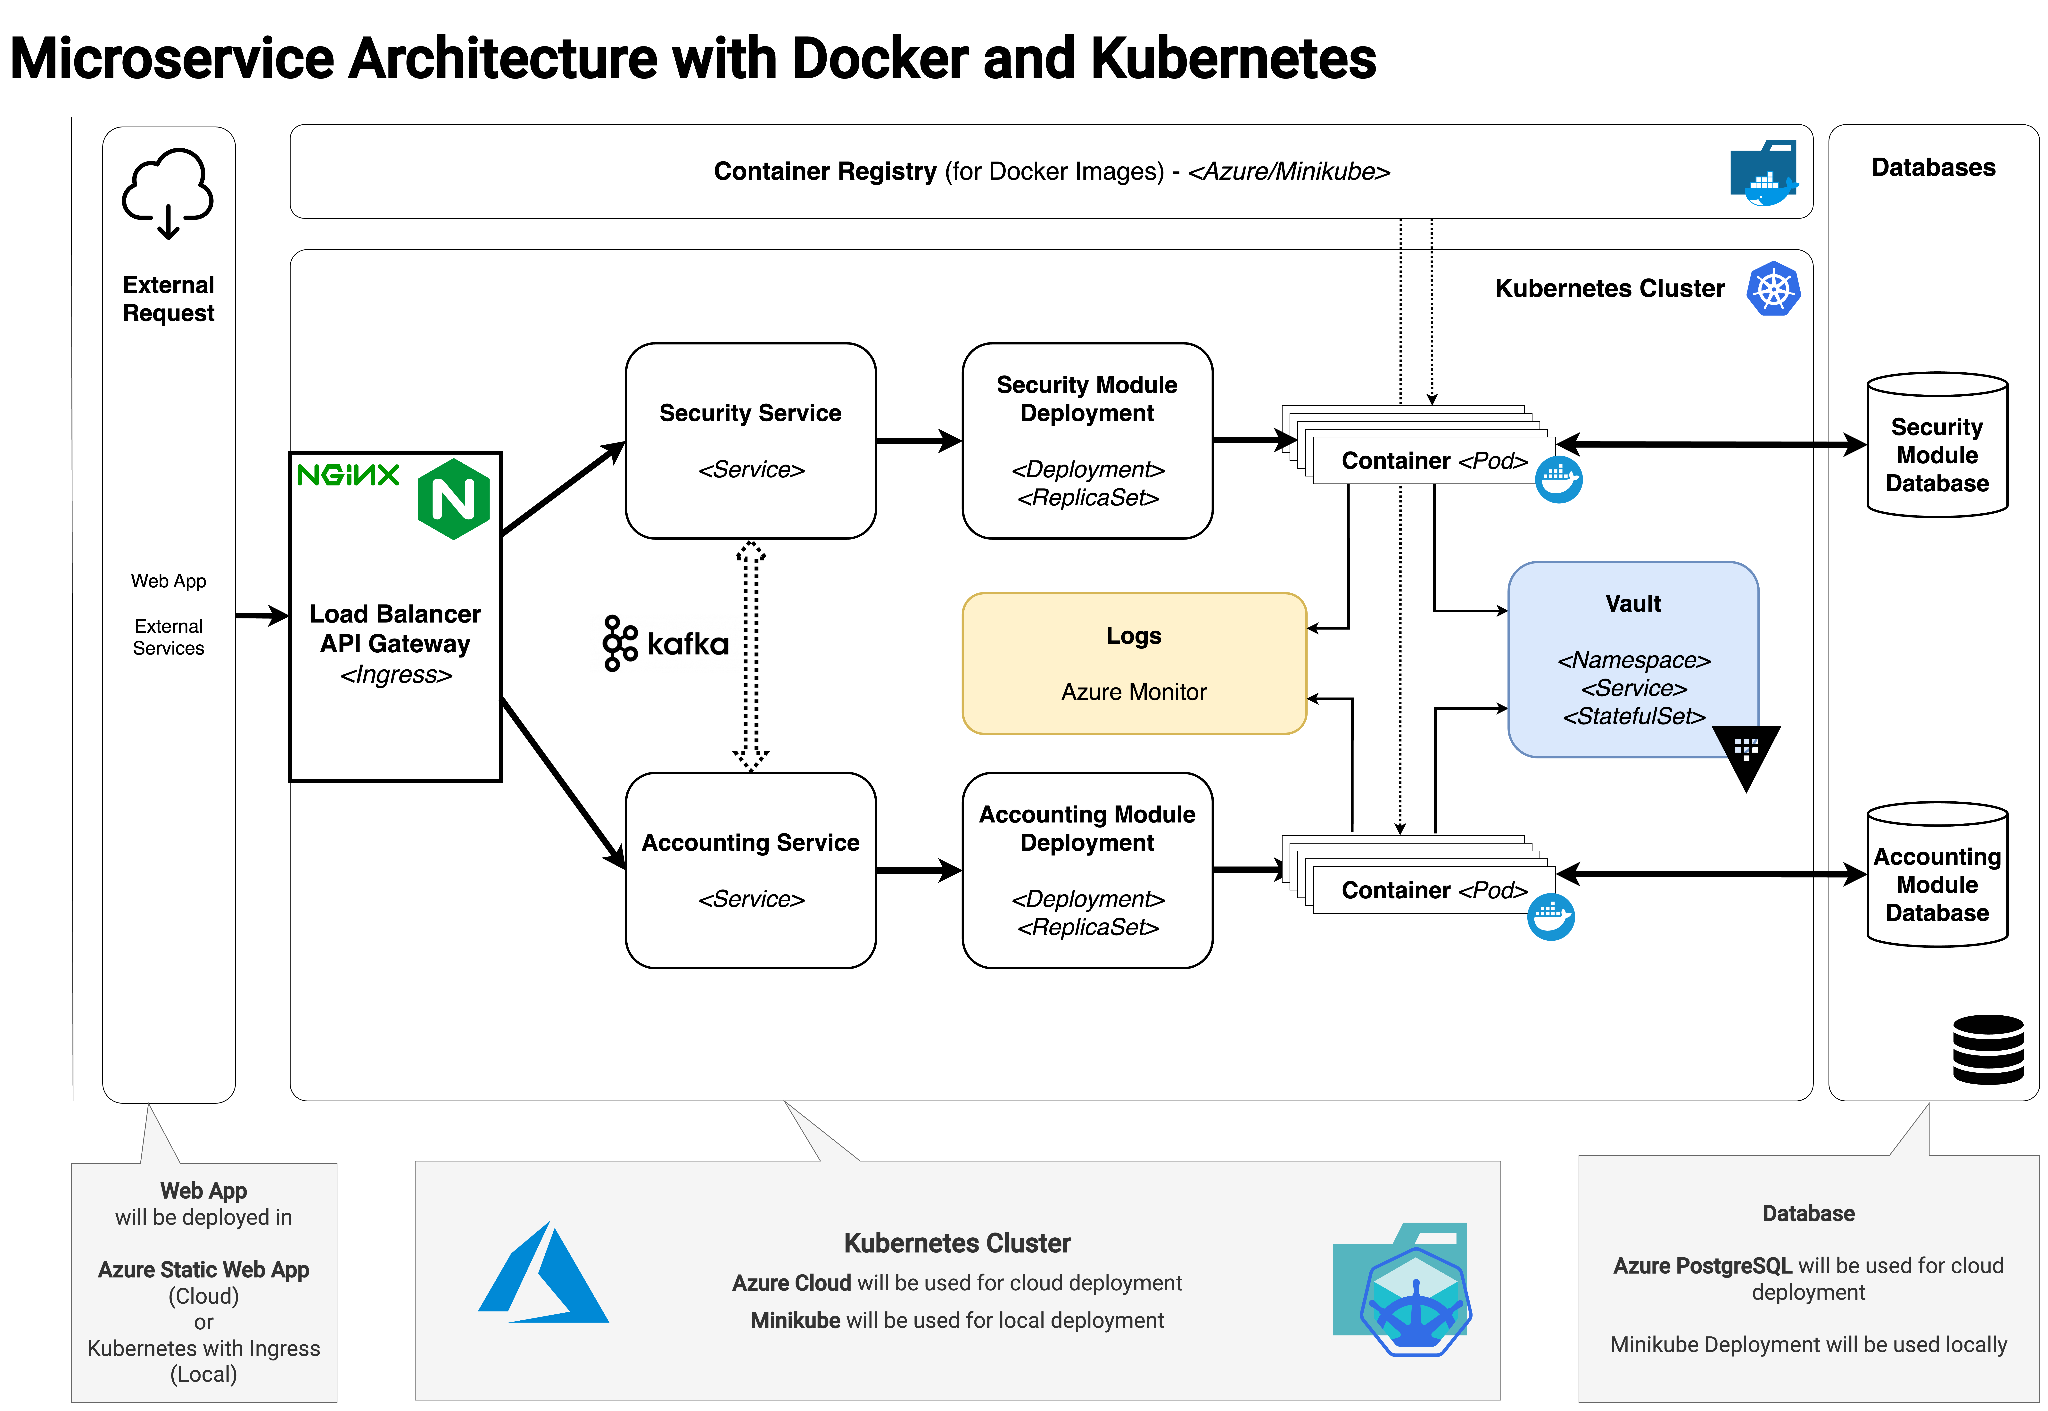 Microservice Architecture with Docker and Kubernetes
External
Request
Web App
External
Services
Container Registry (for Docker Images) - <Azure/Minikube>
Kubernetes Cluster
NGiNX
N
Load Balancer
API Gateway
<Ingress>
Security Service
<Service>
Security Module
Deployment
<Deployment>
<ReplicaSet>
Container <Pod>
kafka
Logs
Azure Monitor
Vault
<Namespace>
<Service>
<StatefulSet>
Accounting Service
<Service>
Accounting Module
Deployment
<Deployment>
<ReplicaSet>
Container <Pod>
Databases
Security
Module
Database
Accounting
Module
Database
Web App
will be deployed in
Azure Static Web App
(Cloud)
or
Kubernetes with Ingress
(Local)
Kubernetes Cluster
Azure Cloud will be used for cloud deployment
Minikube will be used for local deployment
Database
Azure PostgreSQL will be used for cloud
deployment
Minikube Deployment will be used locally